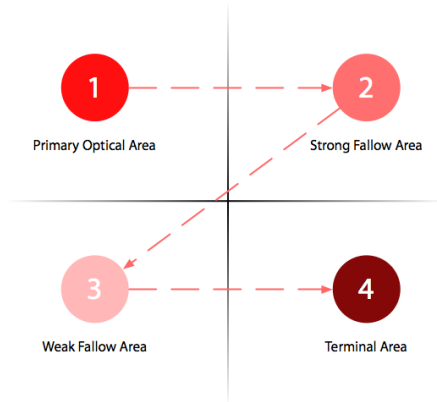 1
2
Primary Optical Area
Strong Fallow Area
3
4
Weak Fallow Area
Terminal Area